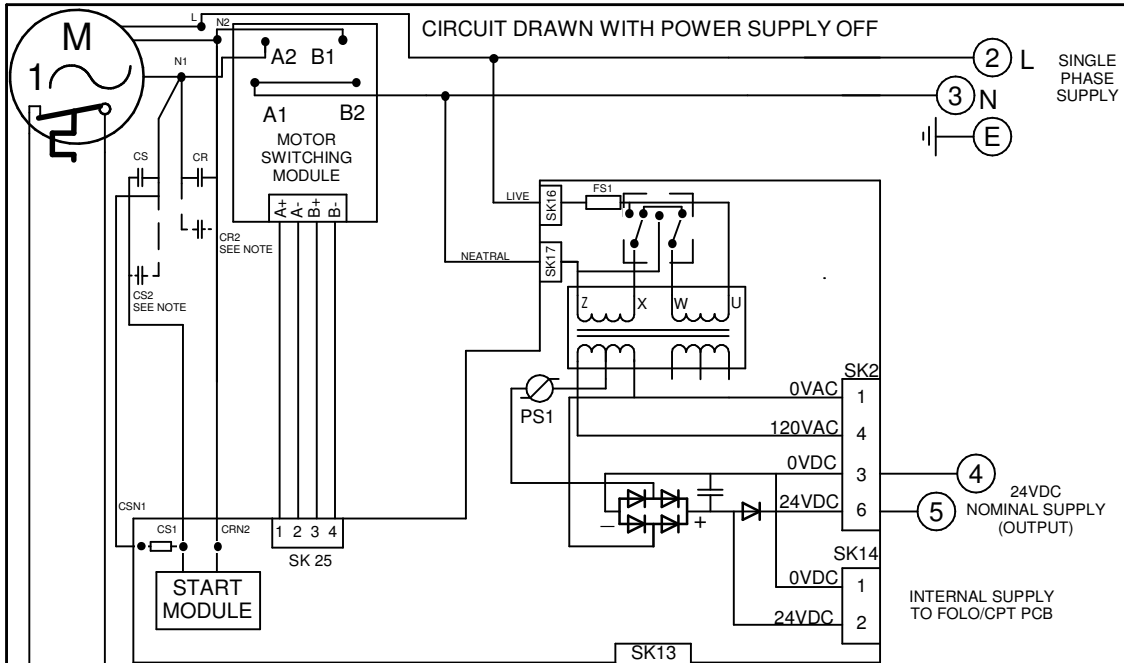 CIRCUIT DRAWN WITH POWER SUPPLY OFF
M
1
L
N2
N1
A2 B1
A1 B2
MOTOR
SWITCHING
MODULE
A+ A- B+ B-
2 L
SINGLE
PHASE
SUPPLY
3 N
E
CS
CR
CR2
SEE NOTE
CS2
SEE NOTE
LIVE
SK16
FS1
NEATRAL
SK17
Z X W U
PS1
SK2
0VAC 1
120VAC 4
0VDC 3
24VDC 6
4
24VDC
NOMINAL SUPPLY
(OUTPUT)
5
– +
SK14
0VDC 1
24VDC 2
INTERNAL SUPPLY
TO FOLO/CPT PCB
CSN1
CS1
CRN2
1 2 3 4
SK 25
START
MODULE
SK13